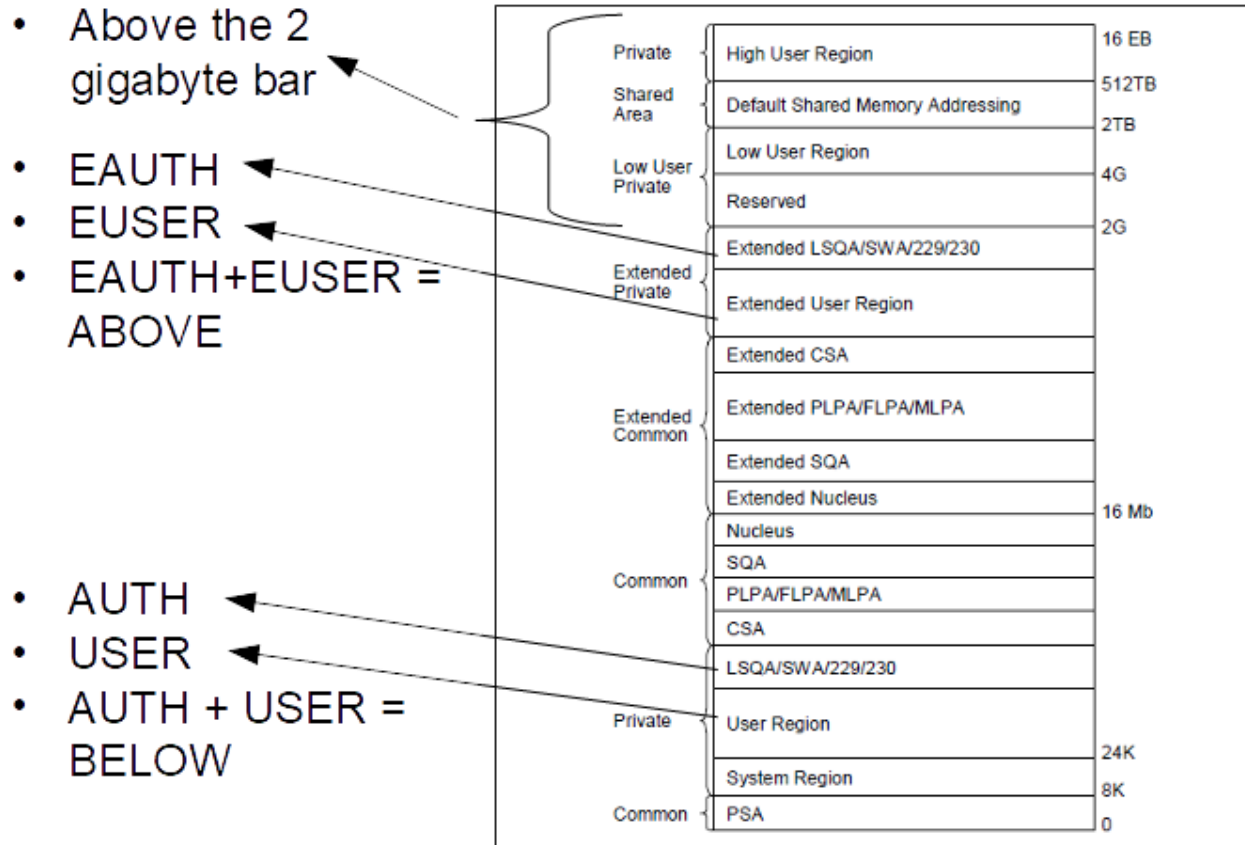 • Above the 2
gigabyte bar
• EAUTH
• EUSER
• EAUTH+EUSER =
ABOVE
• AUTH
• USER
• AUTH + USER =
BELOW
16 EB
Private
High User Region
512TB
Shared
Area
Default Shared Memory Addressing
2TB
Low User Region
Low User
Private
4G
Reserved
2G
Extended LSQA/SWA/229/230
Extended
Private
Extended User Region
Extended CSA
Extended PLPA/FLPA/MLPA
Extended
Common
Extended SQA
Extended Nucleus
16 Mb
Nucleus
SQA
Common
PLPA/FLPA/MLPA
CSA
LSQA/SWA/229/230
Private
User Region
24K
System Region
8K
Common
PSA
0